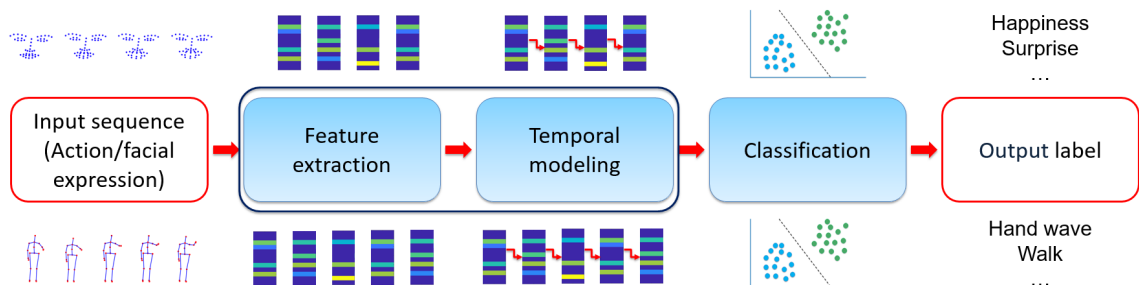 Happiness
Surprise
...
Input sequence
(Action/facial
expression)
Feature
extraction
Temporal
modeling
Classification
Output label
Hand wave
Walk
...